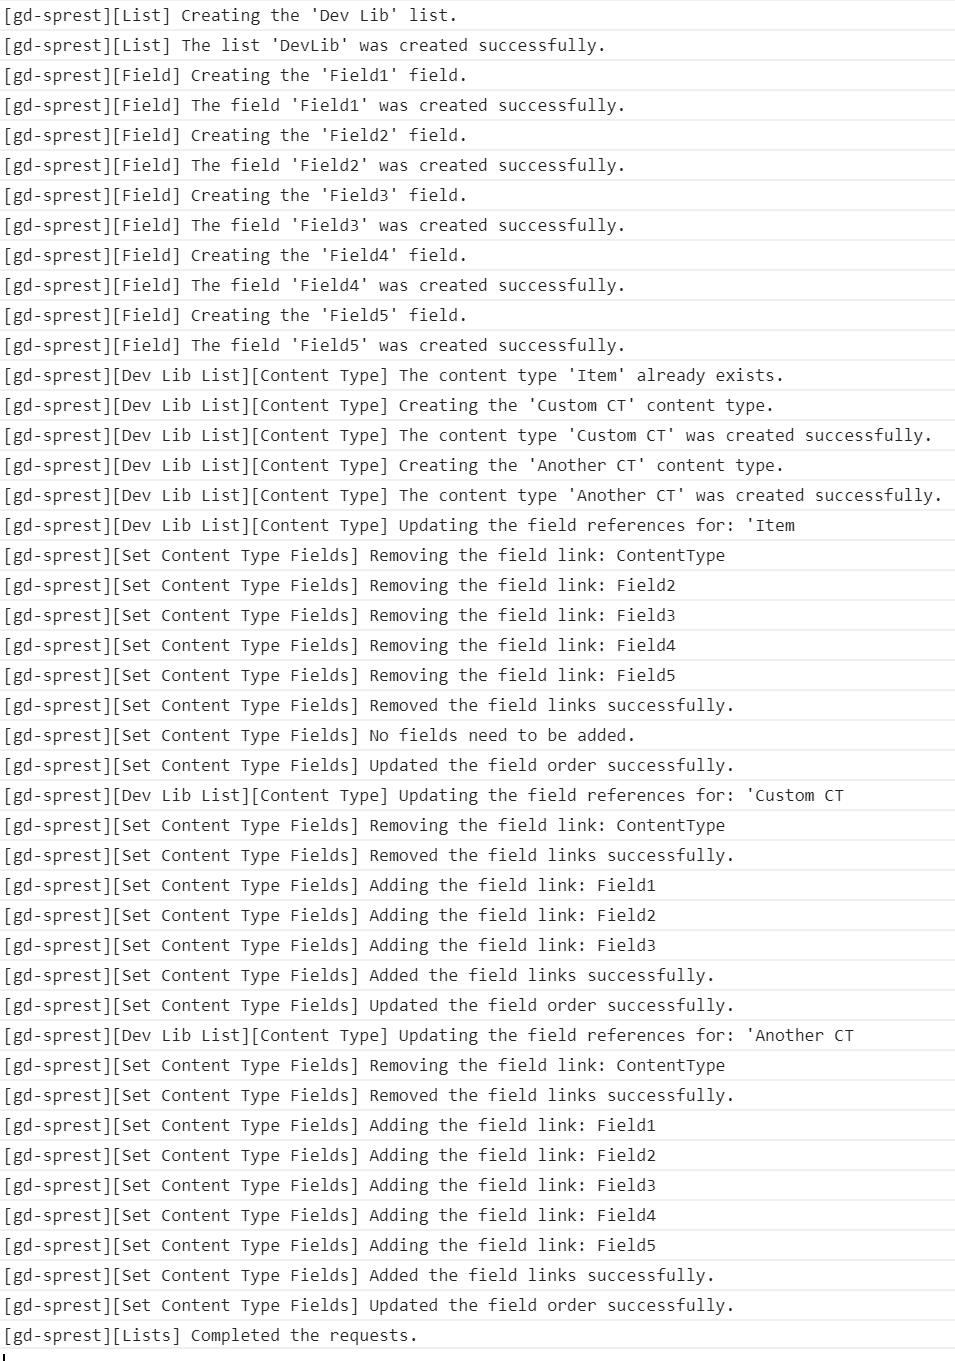 [gd-sprest][List] Creating the 'Dev Lib' list.
[gd-sprest][List] The list 'DevLib' was created successfully.
[gd-sprest][Field] Creating the 'Field1' field.
[gd-sprest][Field] The field 'Field1' was created successfully.
[gd-sprest][Field] Creating the 'Field2' field.
[gd-sprest][Field] The field 'Field2' was created successfully.
[gd-sprest][Field] Creating the 'Field3' field.
[gd-sprest][Field] The field 'Field3' was created successfully.
[gd-sprest][Field] Creating the 'Field4' field.
[gd-sprest][Field] The field 'Field4' was created successfully.
[gd-sprest][Field] Creating the 'Field5' field.
[gd-sprest][Field] The field 'Field5' was created successfully.
[gd-sprest][Dev Lib List][Content Type] The content type 'Item' already exists.
[gd-sprest][Dev Lib List][Content Type] Creating the 'Custom CT' content type.
[gd-sprest][Dev Lib List][Content Type] The content type 'Custom CT' was created successfully.
[gd-sprest][Dev Lib List][Content Type] Creating the 'Another CT' content type.
[gd-sprest][Dev Lib List][Content Type] The content type 'Another CT' was created successfully.
[gd-sprest][Dev Lib List][Content Type] Updating the field references for: 'Item
[gd-sprest][Set Content Type Fields] Removing the field link: ContentType
[gd-sprest][Set Content Type Fields] Removing the field link: Field2
[gd-sprest][Set Content Type Fields] Removing the field link: Field3
[gd-sprest][Set Content Type Fields] Removing the field link: Field4
[gd-sprest][Set Content Type Fields] Removing the field link: Field5
[gd-sprest][Set Content Type Fields] Removed the field links successfully.
[gd-sprest][Set Content Type Fields] No fields need to be added.
[gd-sprest][Set Content Type Fields] Updated the field order successfully.
[gd-sprest][Dev Lib List][Content Type] Updating the field references for: 'Custom CT
[gd-sprest][Set Content Type Fields] Removing the field link: ContentType
[gd-sprest][Set Content Type Fields] Removed the field links successfully.
[gd-sprest][Set Content Type Fields] Adding the field link: Field1
[gd-sprest][Set Content Type Fields] Adding the field link: Field2
[gd-sprest][Set Content Type Fields] Adding the field link: Field3
[gd-sprest][Set Content Type Fields] Added the field links successfully.
[gd-sprest][Set Content Type Fields] Updated the field order successfully.
[gd-sprest][Dev Lib List][Content Type] Updating the field references for: 'Another CT
[gd-sprest][Set Content Type Fields] Removing the field link: ContentType
[gd-sprest][Set Content Type Fields] Removed the field links successfully.
[gd-sprest][Set Content Type Fields] Adding the field link: Field1
[gd-sprest][Set Content Type Fields] Adding the field link: Field2
[gd-sprest][Set Content Type Fields] Adding the field link: Field3
[gd-sprest][Set Content Type Fields] Adding the field link: Field4
[gd-sprest][Set Content Type Fields] Adding the field link: Field5
[gd-sprest][Set Content Type Fields] Added the field links successfully.
[gd-sprest][Set Content Type Fields] Updated the field order successfully.
[gd-sprest][Lists] Completed the requests.